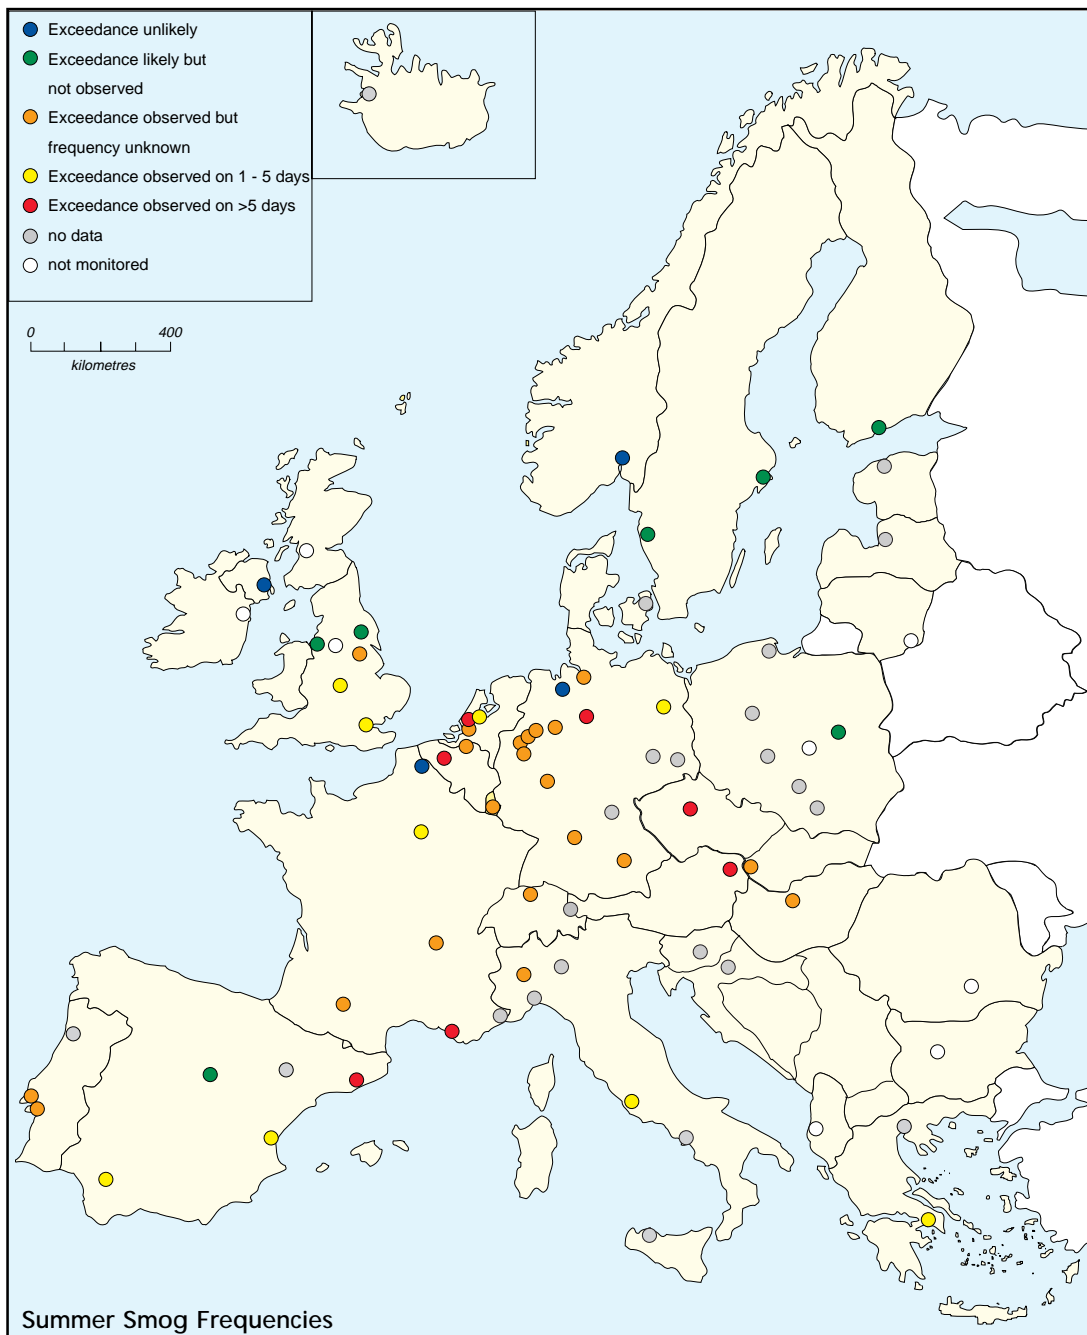 Exceedance unlikely
Exceedance likely but
not observed
Exceedance observed but
frequency unknown
Exceedance observed on 1 - 5 days
Exceedance observed on >5 days
no data
not monitored
0 400
kilometres
Summer Smog Frequencies